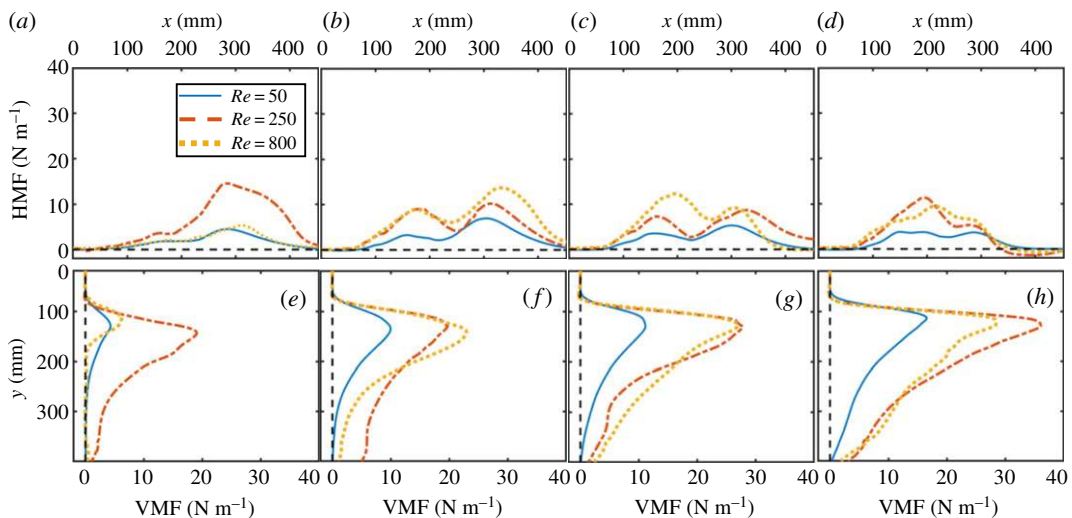 (a) x (mm) (b) x (mm) (c) x (mm) (d) x (mm)
0 100 200 300 400 0 100 200 300 400 0 100 200 300 400 0 100 200 300 400
40
30
20
10
0
HMF (N m⁻¹)
Re = 50
Re = 250
Re = 800
0
100
200
300
y (mm)
(e) (f) (g) (h)
0 10 20 30 40 0 10 20 30 40 0 10 20 30 40 0 10 20 30 40
VMF (N m⁻¹) VMF (N m⁻¹) VMF (N m⁻¹) VMF (N m⁻¹)